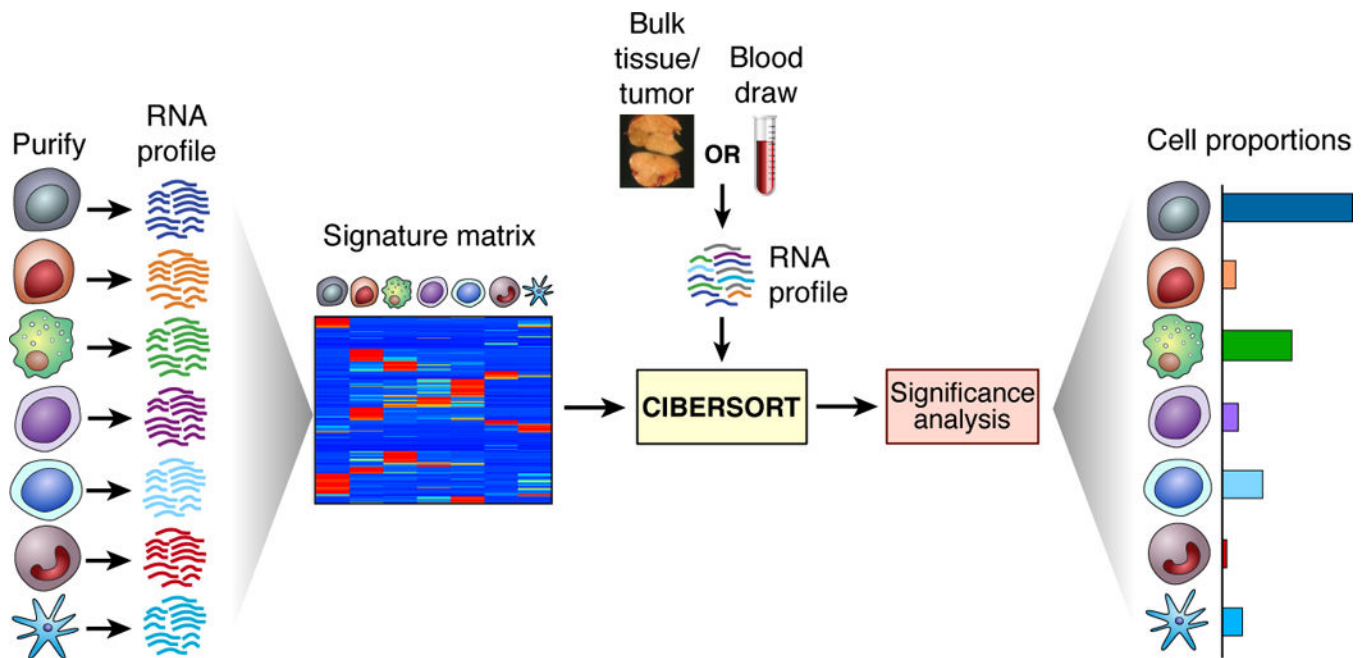 Purify
RNA
profile
Signature matrix
Bulk
tissue/
tumor
OR
Blood
draw
RNA
profile
CIBERSORT
Significance
analysis
Cell proportions